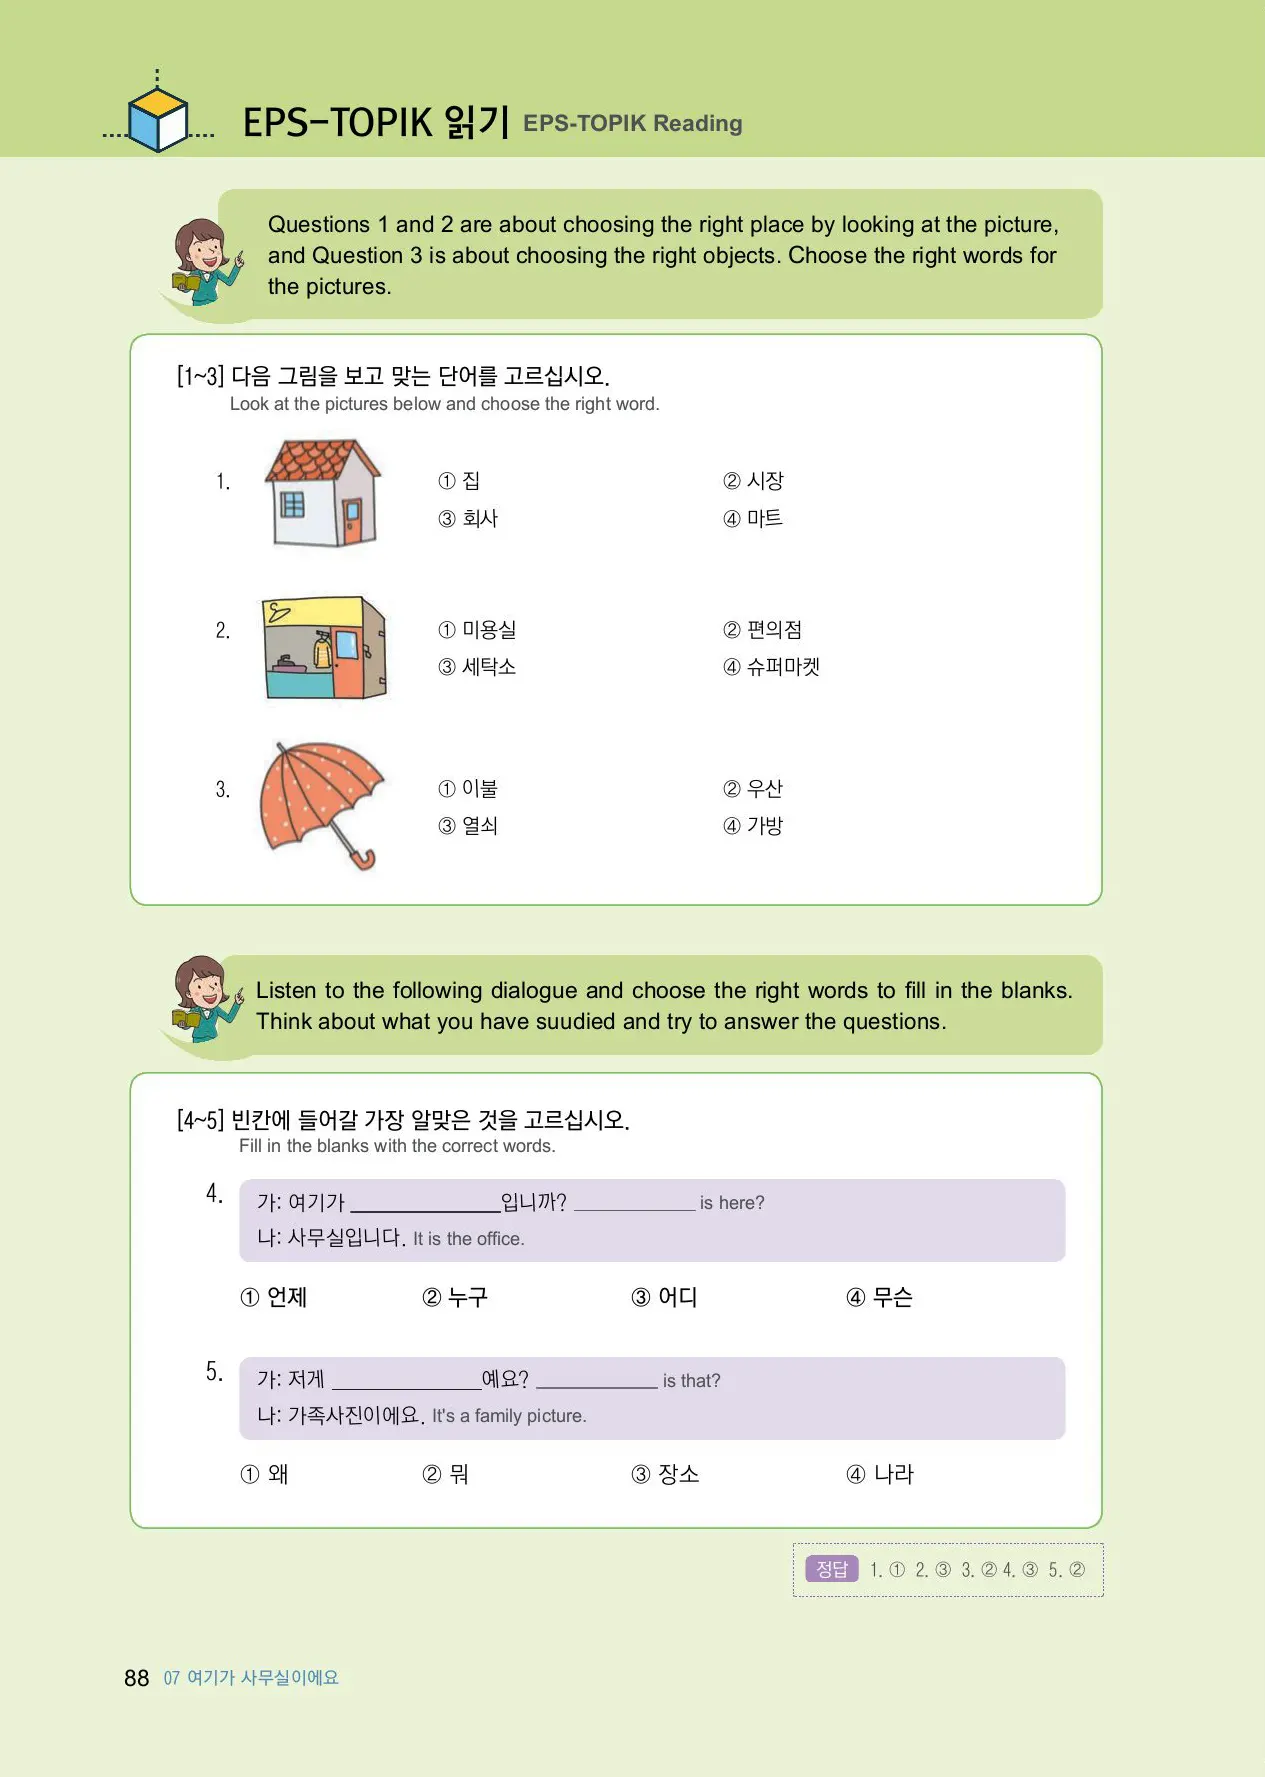 EPS-TOPIK 읽기 EPS-TOPIK Reading
Questions 1 and 2 are about choosing the right place by looking at the picture,
and Question 3 is about choosing the right objects. Choose the right words for
the pictures.
[1~3] 다음 그림을 보고 맞는 단어를 고르십시오.
Look at the pictures below and choose the right word.
1.
① 집 ② 시장
③ 회사 ④ 마트
2.
① 미용실 ② 편의점
③ 세탁소 ④ 슈퍼마켓
3.
① 이불 ② 우산
③ 열쇠 ④ 가방
Listen to the following dialogue and choose the right words to fill in the blanks.
Think about what you have suudied and try to answer the questions.
[4~5] 빈칸에 들어갈 가장 알맞은 것을 고르십시오.
Fill in the blanks with the correct words.
4. 가: 여기가 ______________입니까? ____________ is here?
나: 사무실입니다. It is the office.
① 언제 ② 누구 ③ 어디 ④ 무슨
5. 가: 저게 ______________예요? ____________ is that?
나: 가족사진이에요. It's a family picture.
① 왜 ② 뭐 ③ 장소 ④ 나라
정답 1. ① 2. ③ 3. ② 4. ③ 5. ②
88 07 여기가 사무실이에요